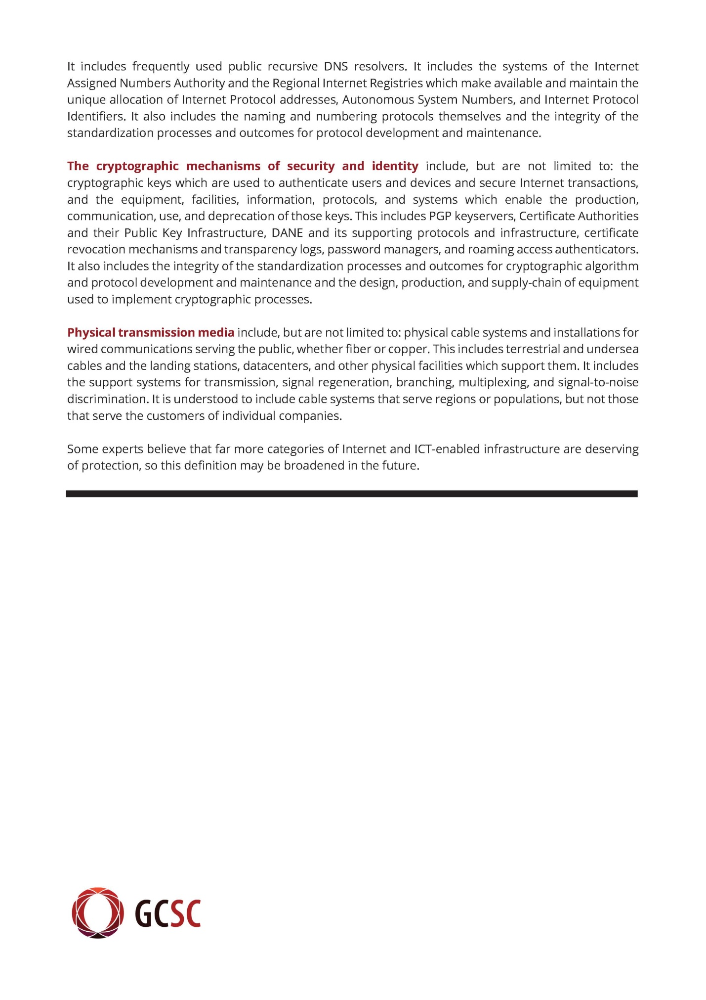 It includes frequently used public recursive DNS resolvers. It includes the systems of the Internet
Assigned Numbers Authority and the Regional Internet Registries which make available and maintain the
unique allocation of Internet Protocol addresses, Autonomous System Numbers, and Internet Protocol
Identifiers. It also includes the naming and numbering protocols themselves and the integrity of the
standardization processes and outcomes for protocol development and maintenance.
The cryptographic mechanisms of security and identity include, but are not limited to: the
cryptographic keys which are used to authenticate users and devices and secure Internet transactions,
and the equipment, facilities, information, protocols, and systems which enable the production,
communication, use, and deprecation of those keys. This includes PGP keyservers, Certificate Authorities
and their Public Key Infrastructure, DANE and its supporting protocols and infrastructure, certificate
revocation mechanisms and transparency logs, password managers, and roaming access authenticators.
It also includes the integrity of the standardization processes and outcomes for cryptographic algorithm
and protocol development and maintenance and the design, production, and supply-chain of equipment
used to implement cryptographic processes.
Physical transmission media include, but are not limited to: physical cable systems and installations for
wired communications serving the public, whether fiber or copper. This includes terrestrial and undersea
cables and the landing stations, datacenters, and other physical facilities which support them. It includes
the support systems for transmission, signal regeneration, branching, multiplexing, and signal-to-noise
discrimination. It is understood to include cable systems that serve regions or populations, but not those
that serve the customers of individual companies.
Some experts believe that far more categories of Internet and ICT-enabled infrastructure are deserving
of protection, so this definition may be broadened in the future.
GCSC